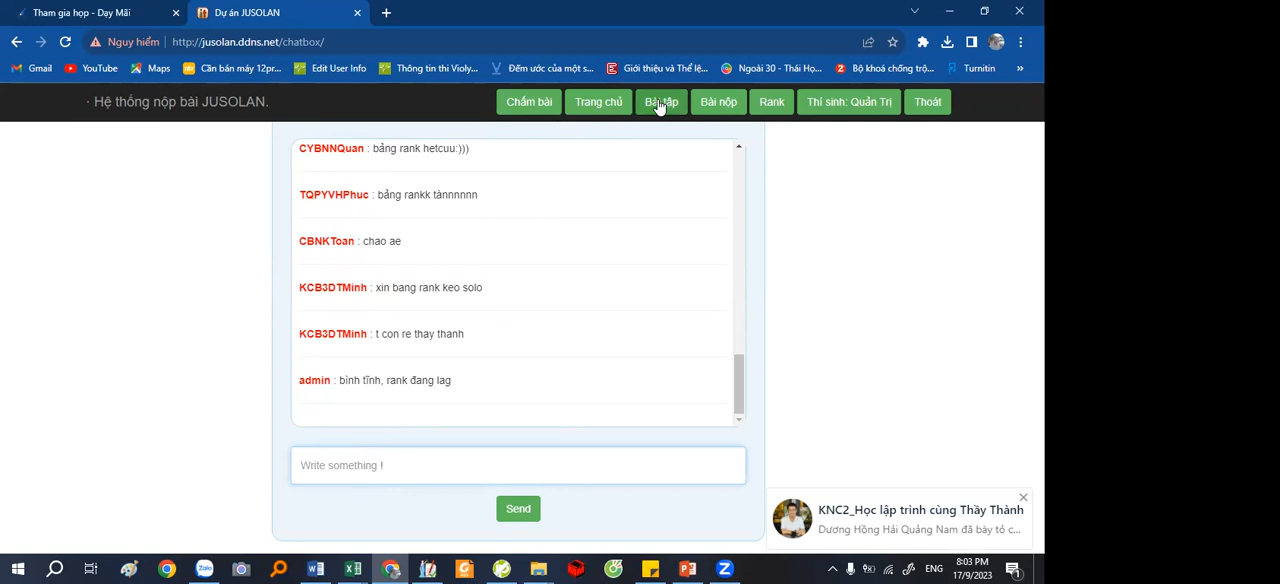 Tham gia họp - Dạy Mãi
Dự án JUSOLAN
Nguy hiểm
http://jusolan.ddns.net/chatbox/
Gmail
YouTube
Maps
Cần bán máy 12pr...
Edit User Info
Thông tin thi Violy...
Đếm ước của một s...
Giới thiệu và Thể lệ...
Ngoài 30 - Thái Họ...
Bộ khoá chống trộ...
Turnitin
»
· Hệ thống nộp bài JUSOLAN.
Chấm bài
Trang chủ
Bài tập
Bài nộp
Rank
Thí sinh: Quản Trị
Thoát
CYBNNQuan : bảng rank hetcuu:)))
TQPYVHPhuc : bảng rankk tànnnnnn
CBNKToan : chao ae
KCB3DTMinh : xin bang rank keo solo
KCB3DTMinh : t con re thay thanh
admin : bình tĩnh, rank đang lag
Write something !
Send
KNC2_Học lập trình cùng Thầy Thành
Dương Hồng Hải Quảng Nam đã bày tỏ c...
Zalo
ENG
8:03 PM
17/9/2023
1